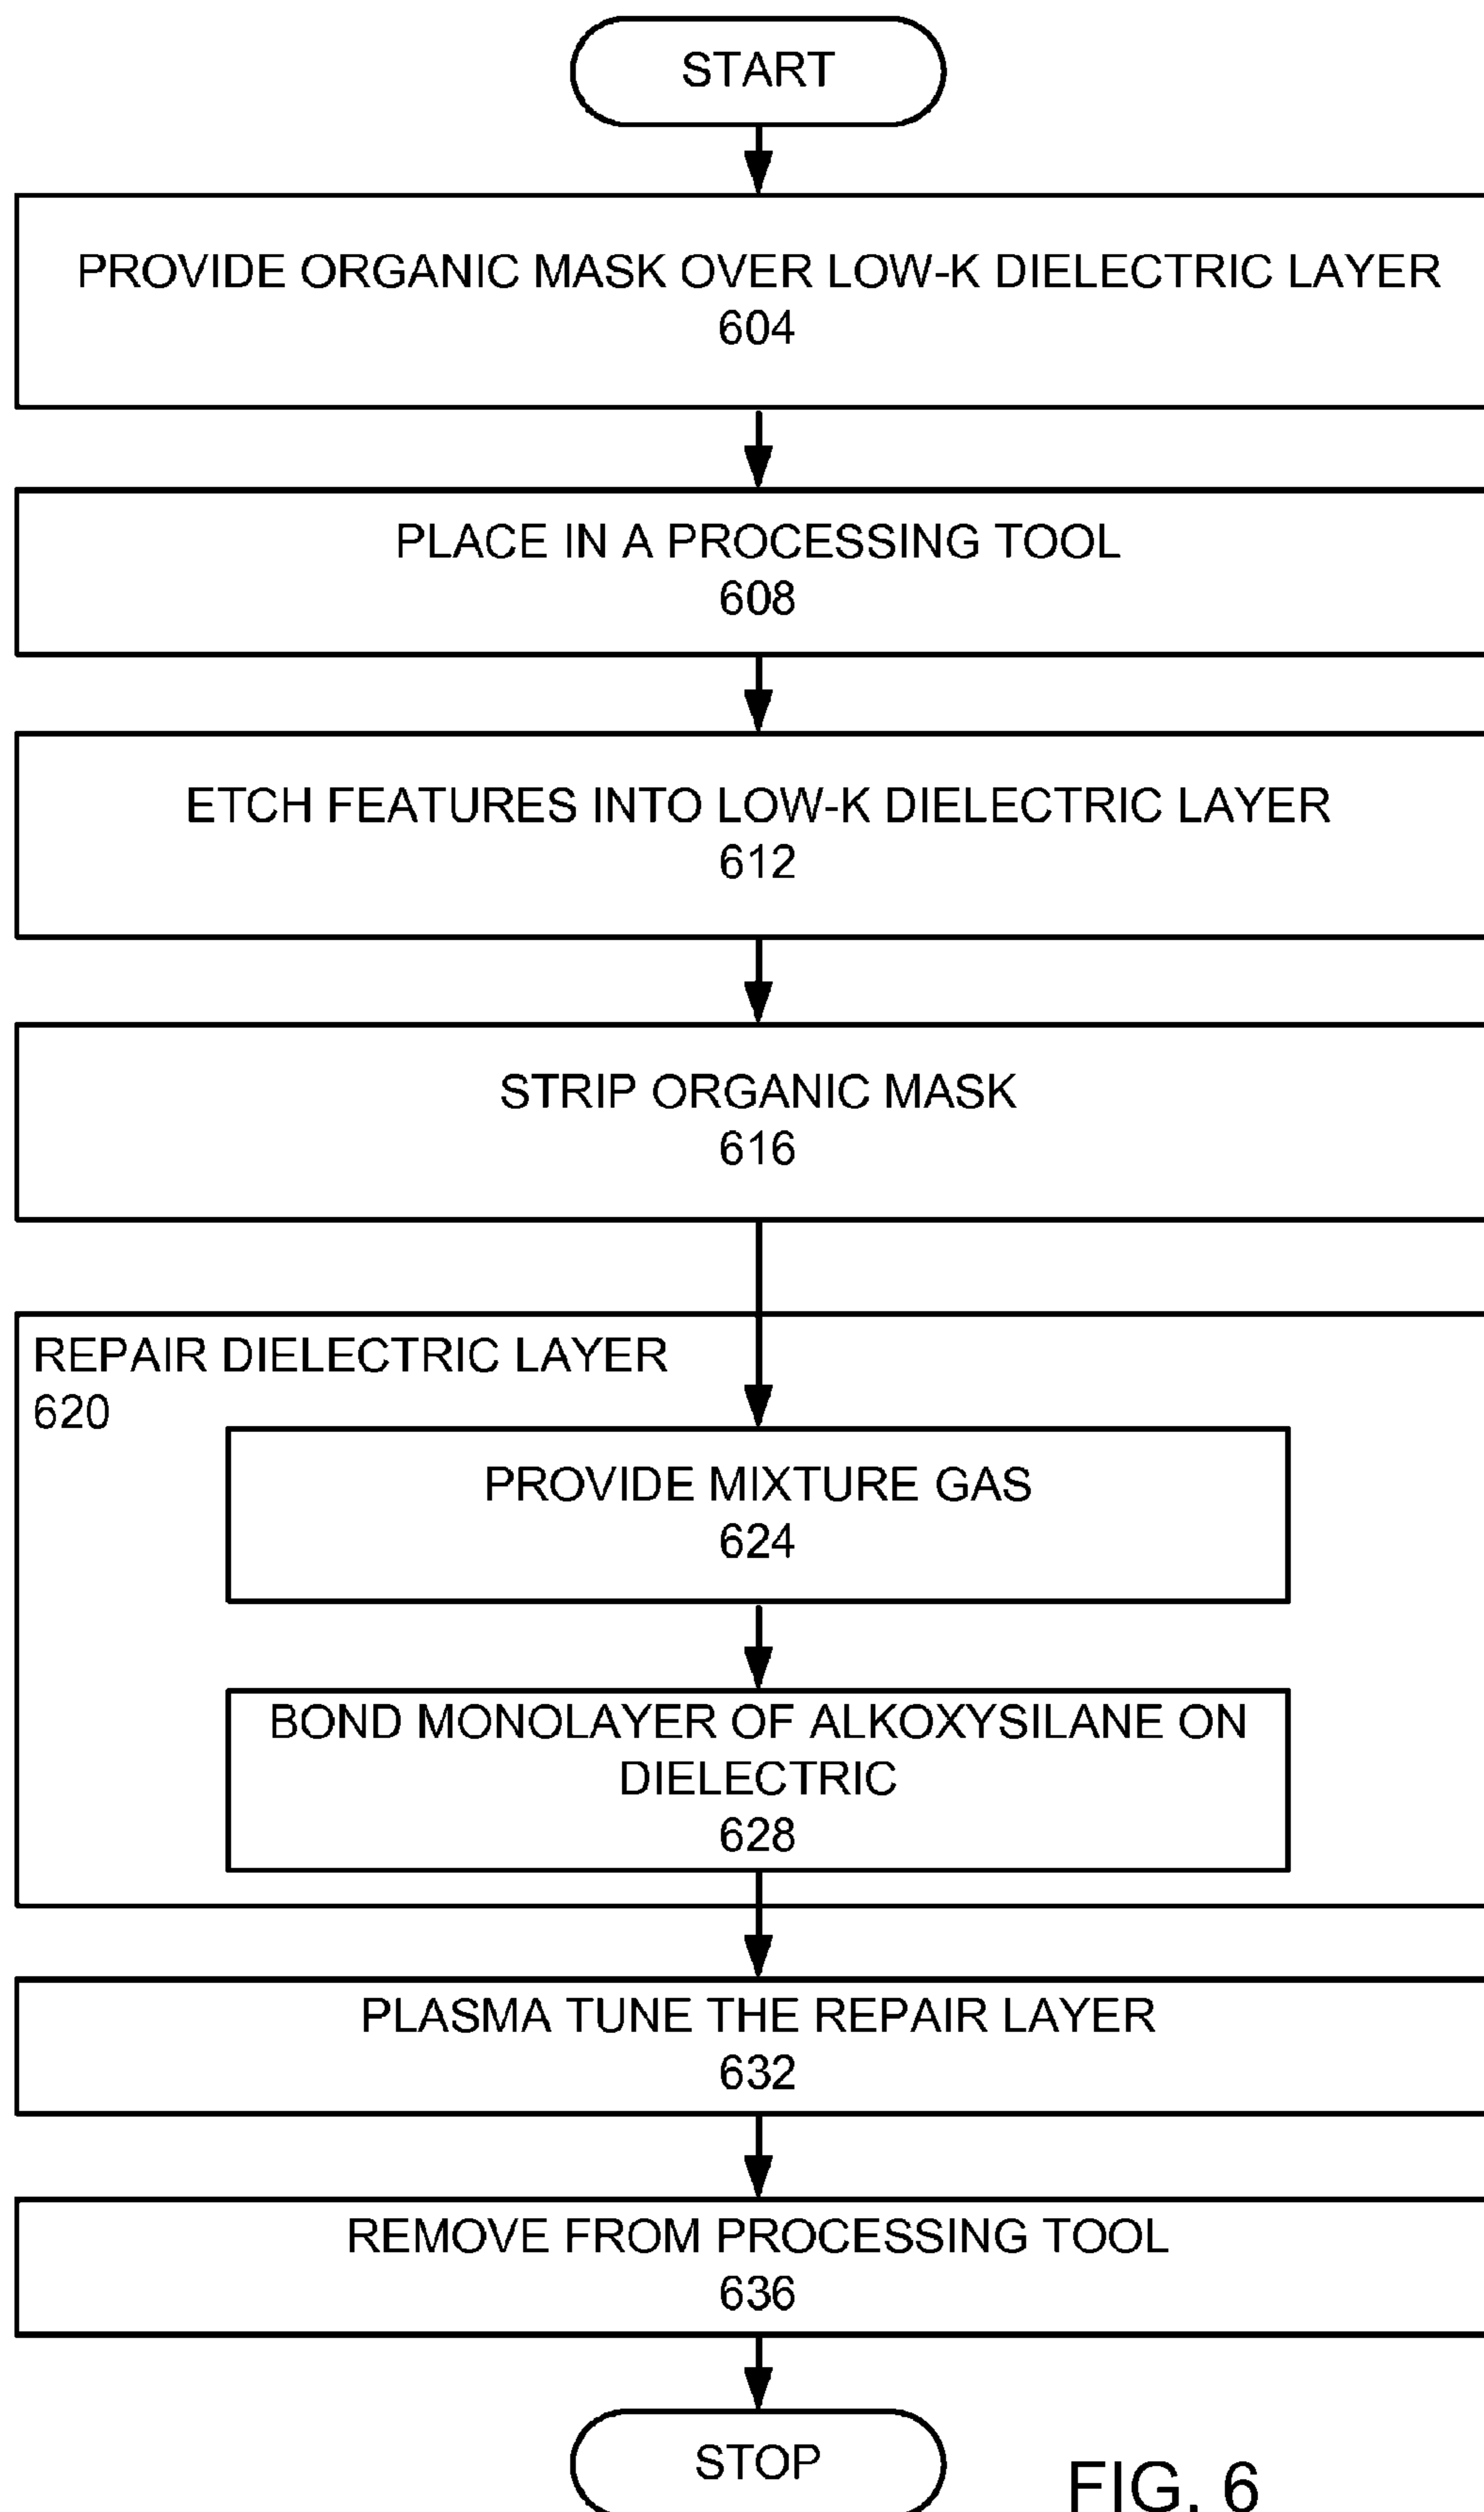 START
PROVIDE ORGANIC MASK OVER LOW-K DIELECTRIC LAYER
604
PLACE IN A PROCESSING TOOL
608
ETCH FEATURES INTO LOW-K DIELECTRIC LAYER
612
STRIP ORGANIC MASK
616
REPAIR DIELECTRIC LAYER
620
PROVIDE MIXTURE GAS
624
BOND MONOLAYER OF ALKOXYSILANE ON
DIELECTRIC
628
PLASMA TUNE THE REPAIR LAYER
632
REMOVE FROM PROCESSING TOOL
636
STOP
FIG. 6